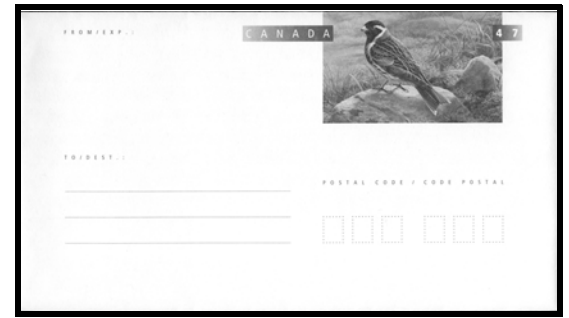 FROM/EXP.:
CANADA 47
TO/DEST.:
POSTAL CODE / CODE POSTAL